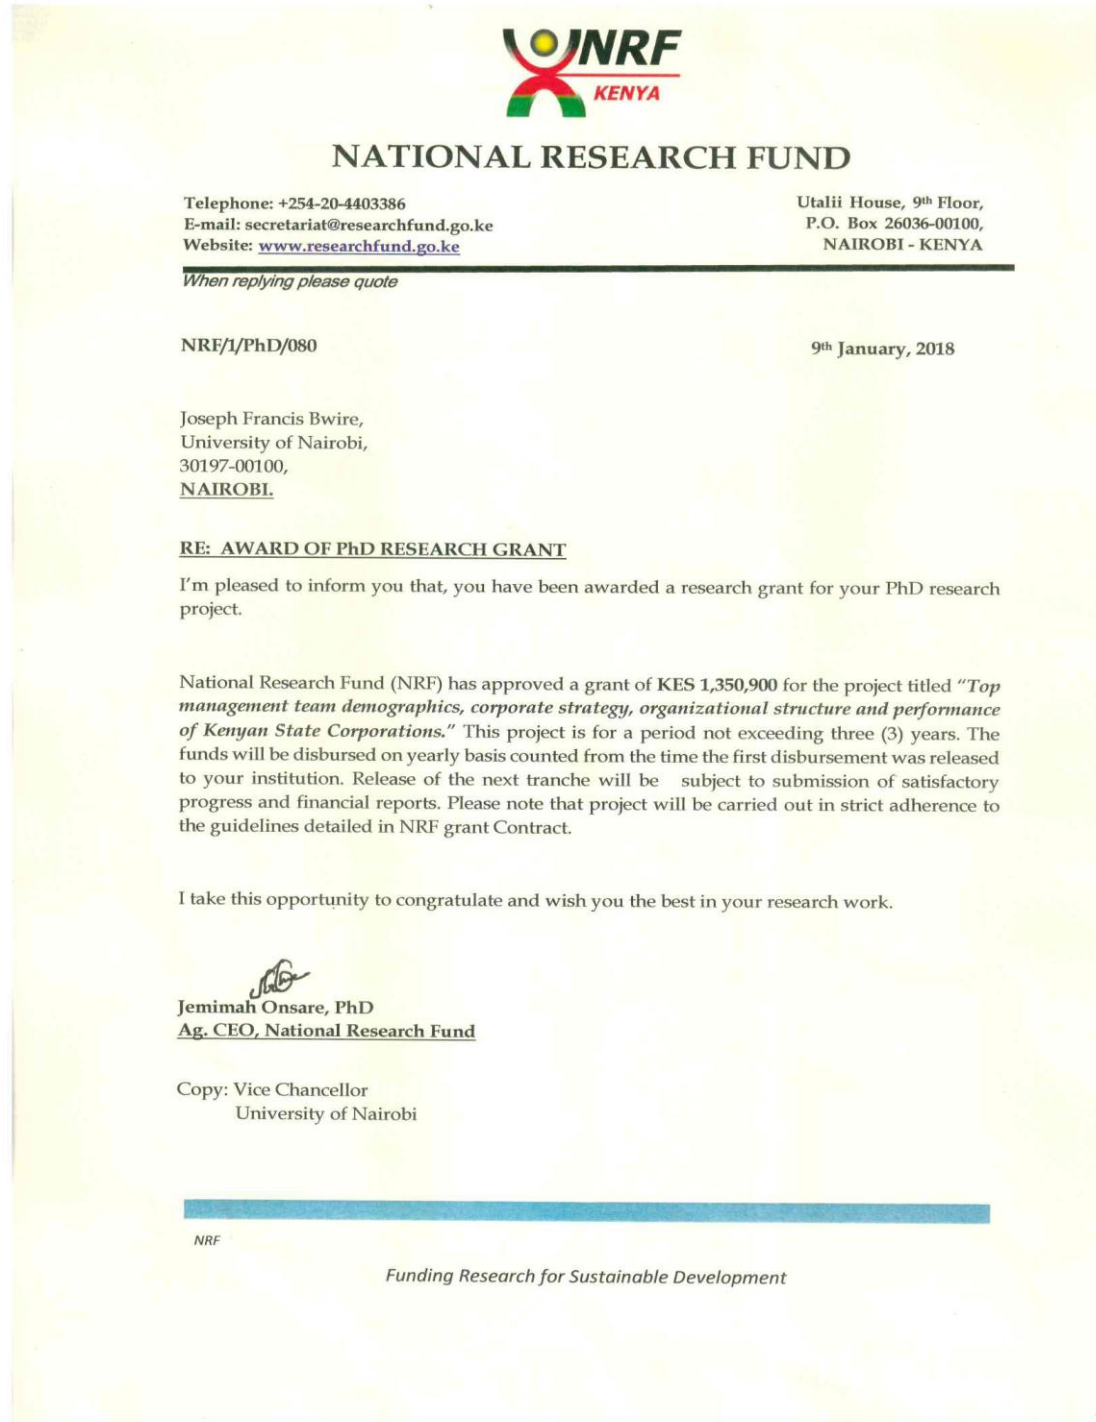 NRF
KENYA
NATIONAL RESEARCH FUND
Telephone: +254-20-4403386
E-mail: secretariat@researchfund.go.ke
Website: www.researchfund.go.ke
Utalii House, 9th Floor,
P.O. Box 26036-00100,
NAIROBI - KENYA
When replying please quote
NRF/1/PhD/080
9th January, 2018
Joseph Francis Bwire,
University of Nairobi,
30197-00100,
NAIROBI.
RE: AWARD OF PhD RESEARCH GRANT
I'm pleased to inform you that, you have been awarded a research grant for your PhD research
project.
National Research Fund (NRF) has approved a grant of KES 1,350,900 for the project titled "Top
management team demographics, corporate strategy, organizational structure and performance
of Kenyan State Corporations." This project is for a period not exceeding three (3) years. The
funds will be disbursed on yearly basis counted from the time the first disbursement was released
to your institution. Release of the next tranche will be subject to submission of satisfactory
progress and financial reports. Please note that project will be carried out in strict adherence to
the guidelines detailed in NRF grant Contract.
I take this opportunity to congratulate and wish you the best in your research work.
Jemimah Onsare, PhD
Ag. CEO, National Research Fund
Copy: Vice Chancellor
University of Nairobi
NRF
Funding Research for Sustainable Development